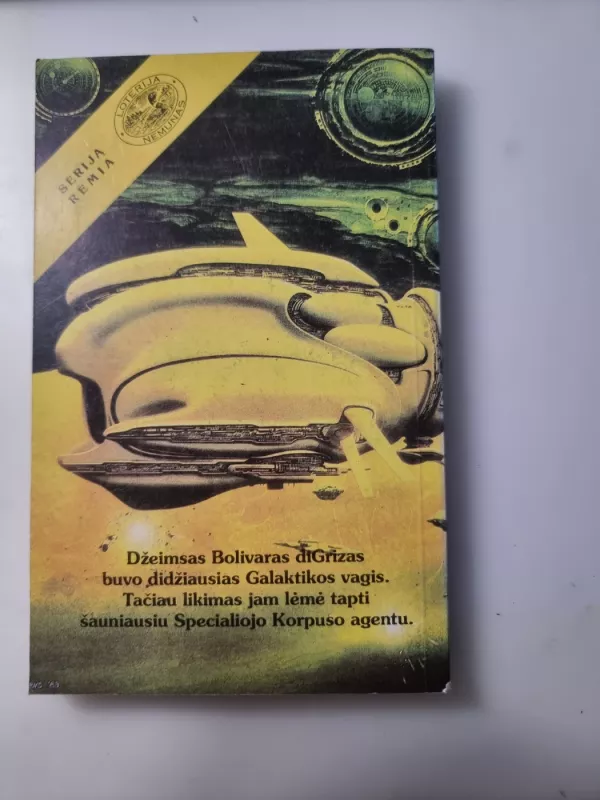 LOTERIJA
NEMUNAS
SERIJĄ
REMIA
Džeimsas Bolivaras diGrizas
buvo didžiausias Galaktikos vagis.
Tačiau likimas jam lėmė tapti
šauniausiu Specialiojo Korpuso agentu.